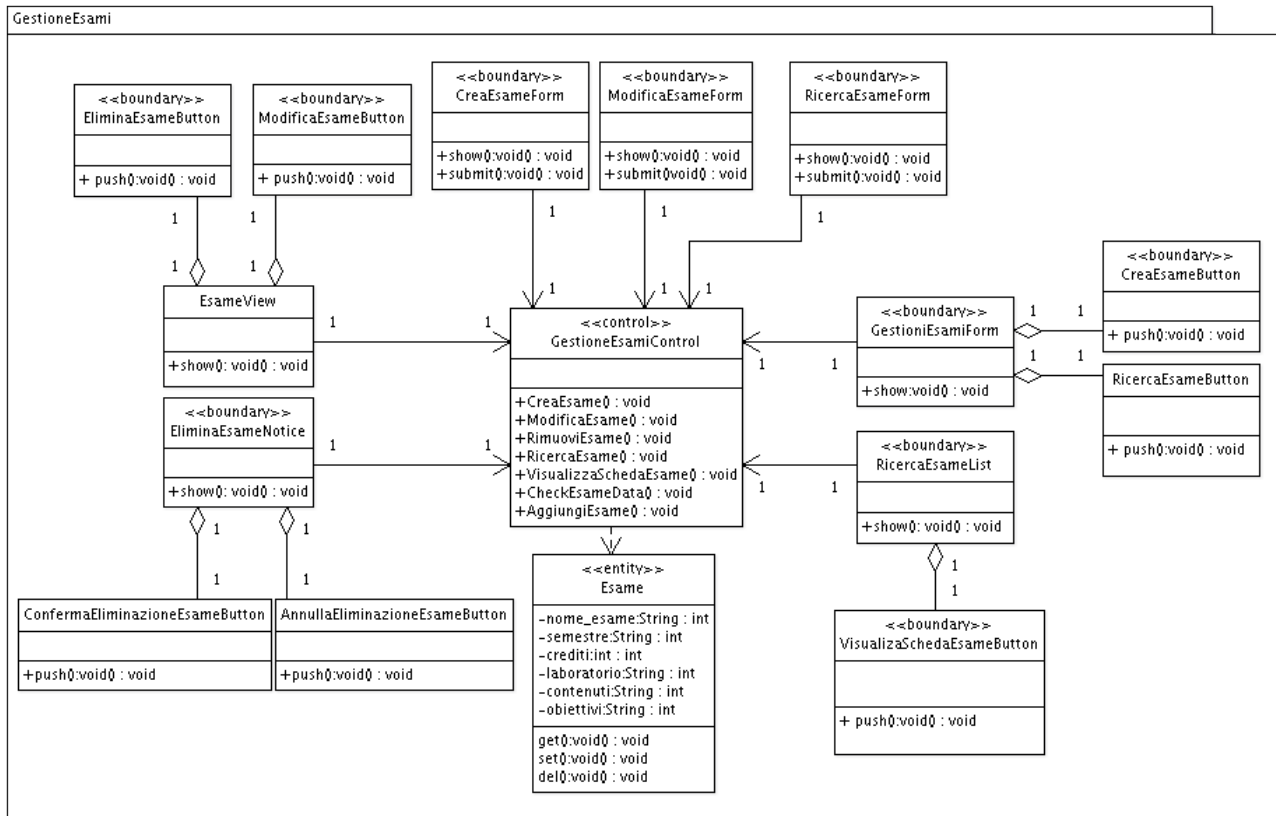 GestioneEsami
<<boundary>>
EliminaEsameButton
+ push():void() : void
<<boundary>>
ModificaEsameButton
+ push():void() : void
<<boundary>>
CreaEsameForm
+show():void() : void
+submit():void() : void
<<boundary>>
ModificaEsameForm
+show():void() : void
+submit()void() : void
<<boundary>>
RicercaEsameForm
+show():void() : void
+submit():void() : void
1
1
1
1
1
1
1
1
1
1
EsameView
+show(): void() : void
1
1
<<control>>
GestioneEsamiControl
+CreaEsame() : void
+ModificaEsame() : void
+RimuoviEsame() : void
+RicercaEsame() : void
+VisualizzaSchedaEsame() : void
+CheckEsameData() : void
+AggiungiEsame() : void
1
1
<<boundary>>
GestioniEsamiForm
+show:void() : void
1
1
<<boundary>>
CreaEsameButton
+ push():void() : void
1
1
RicercaEsameButton
+ push():void() : void
<<boundary>>
EliminaEsameNotice
+show(): void() : void
1
1
1
1
<<boundary>>
RicercaEsameList
+show(): void() : void
1
1
1
1
ConfermaEliminazioneEsameButton
+push():void() : void
AnnullaEliminazioneEsameButton
+push():void() : void
<<entity>>
Esame
-nome_esame:String : int
-semestre:String : int
-crediti:int : int
-laboratorio:String : int
-contenuti:String : int
-obiettivi:String : int
get():void() : void
set():void() : void
del():void() : void
1
1
<<boundary>>
VisualizaSchedaEsameButton
+ push():void() : void